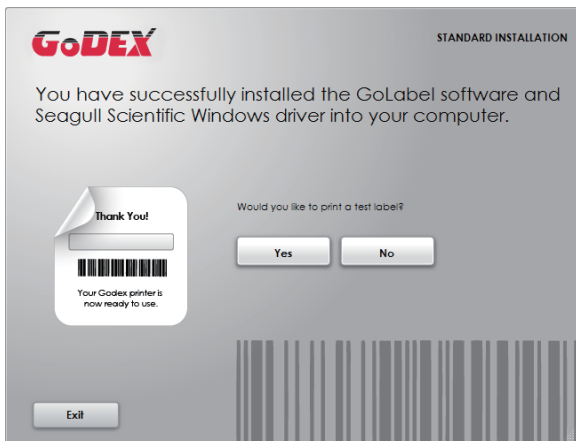 GODEX
STANDARD INSTALLATION
You have successfully installed the GoLabel software and
Seagull Scientific Windows driver into your computer.
Thank You!
Your Godex printer is
now ready to use.
Would you like to print a test label?
Yes
No
Exit